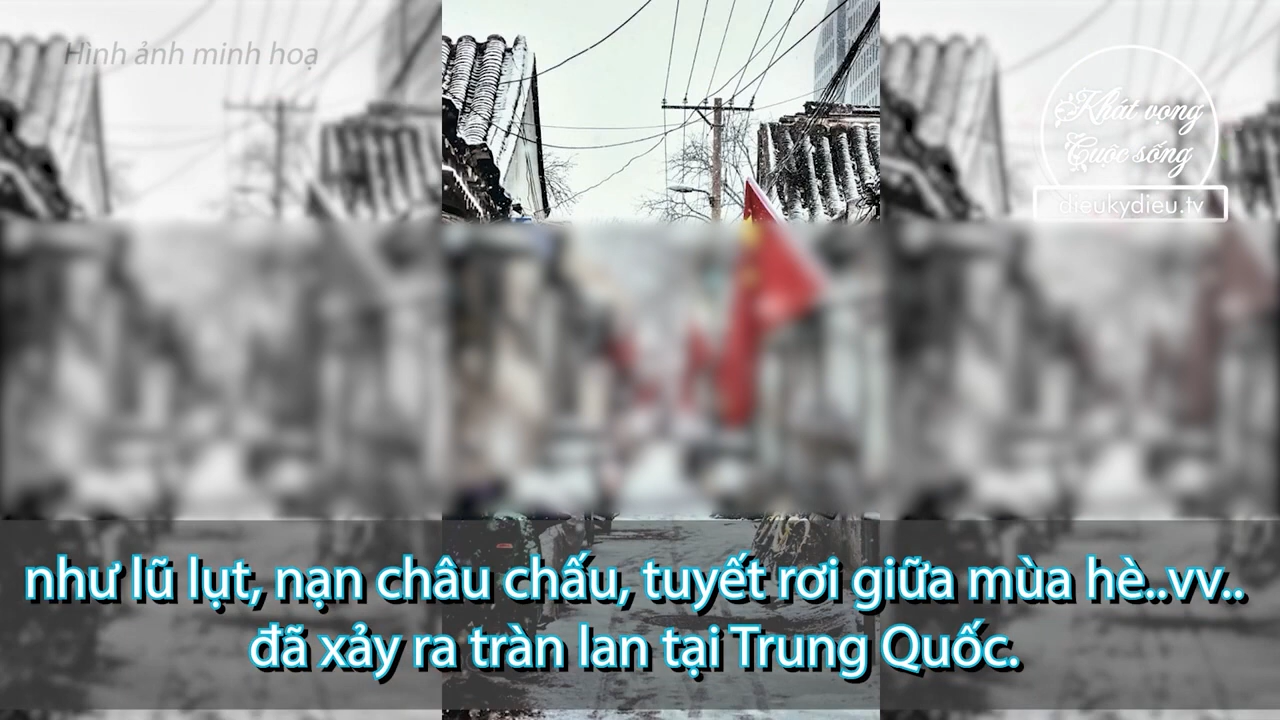 Hình ảnh minh hoạ
Khát vọng
Cuộc sống
dieukydieu.tv
như lũ lụt, nạn châu chấu, tuyết rơi giữa mùa hè..vv..
đã xảy ra tràn lan tại Trung Quốc.